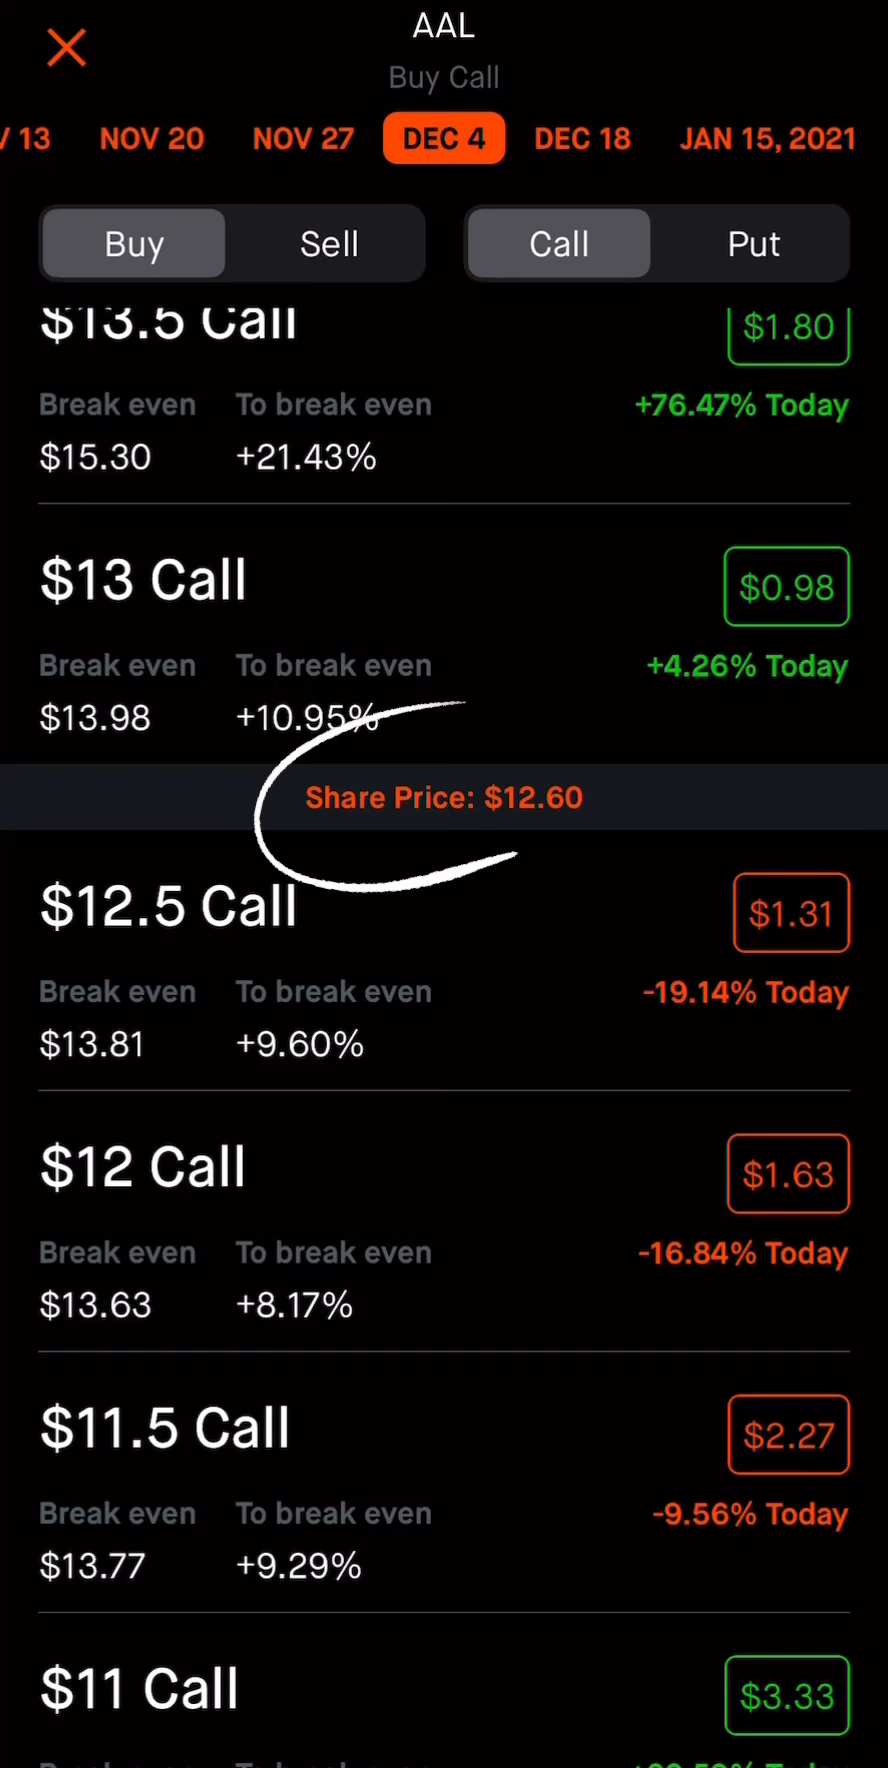 AAL
Buy Call
/ 13 NOV 20 NOV 27 DEC 4 DEC 18 JAN 15, 2021
Buy Sell Call Put
$13.5 Call $1.80
Break even To break even +76.47% Today
$15.30 +21.43%
$13 Call $0.98
Break even To break even +4.26% Today
$13.98 +10.95%
Share Price: $12.60
$12.5 Call $1.31
Break even To break even -19.14% Today
$13.81 +9.60%
$12 Call $1.63
Break even To break even -16.84% Today
$13.63 +8.17%
$11.5 Call $2.27
Break even To break even -9.56% Today
$13.77 +9.29%
$11 Call $3.33